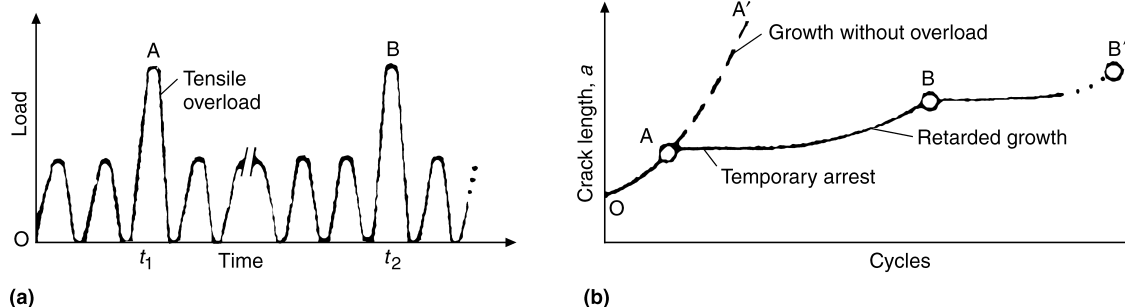 A
B
Tensile
overload
Load
O
t1
Time
t2
(a)
A′
Growth without overload
B′
B
A
Retarded growth
Temporary arrest
Crack length, a
O
Cycles
(b)